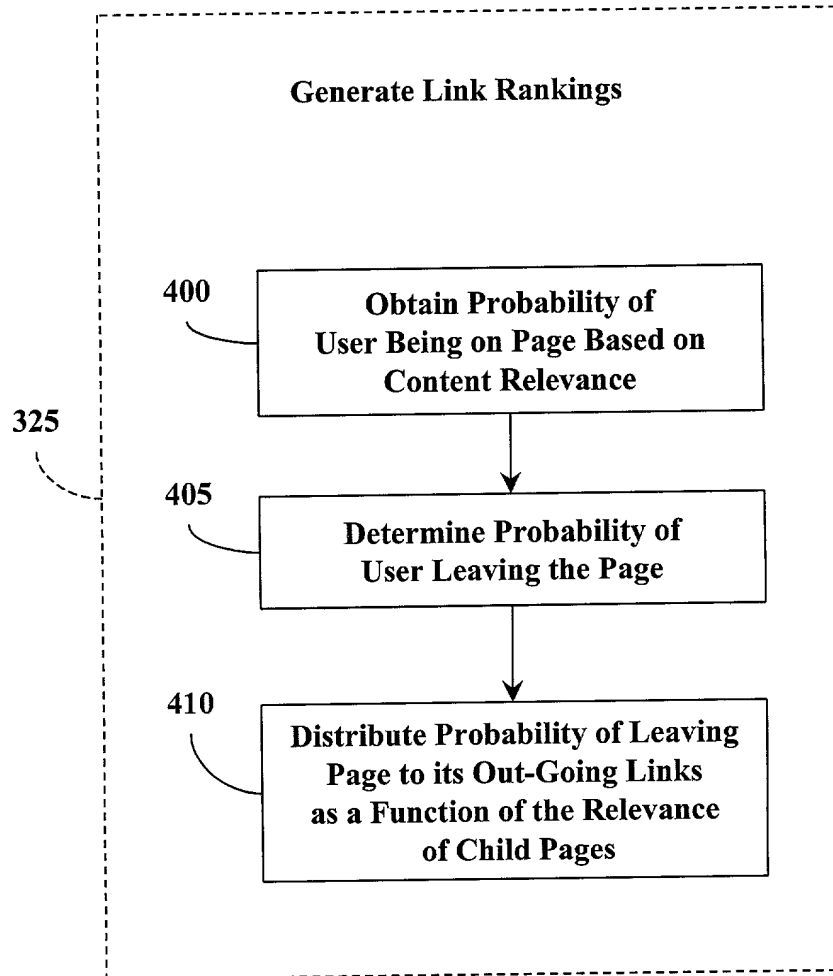 Generate Link Rankings
400
Obtain Probability of
User Being on Page Based on
Content Relevance
325
405
Determine Probability of
User Leaving the Page
410
Distribute Probability of Leaving
Page to its Out-Going Links
as a Function of the Relevance
of Child Pages